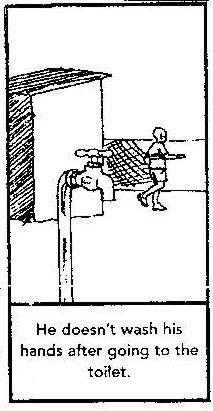 He doesn't wash his
hands after going to the
toilet.